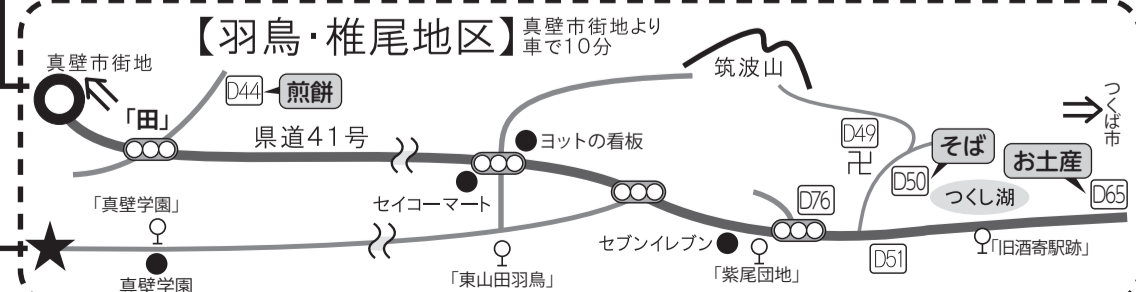 【羽鳥・椎尾地区】
真壁市街地より
車で10分
真壁市街地
「田」
D44
煎餅
県道41号
ヨットの看板
セイコーマート
「真壁学園」
真壁学園
「東山田羽鳥」
筑波山
セブンイレブン
「紫尾団地」
D76
D49
卍
D50
そば
お土産
つくし湖
D65
D51
「旧酒寄駅跡」
つくば市